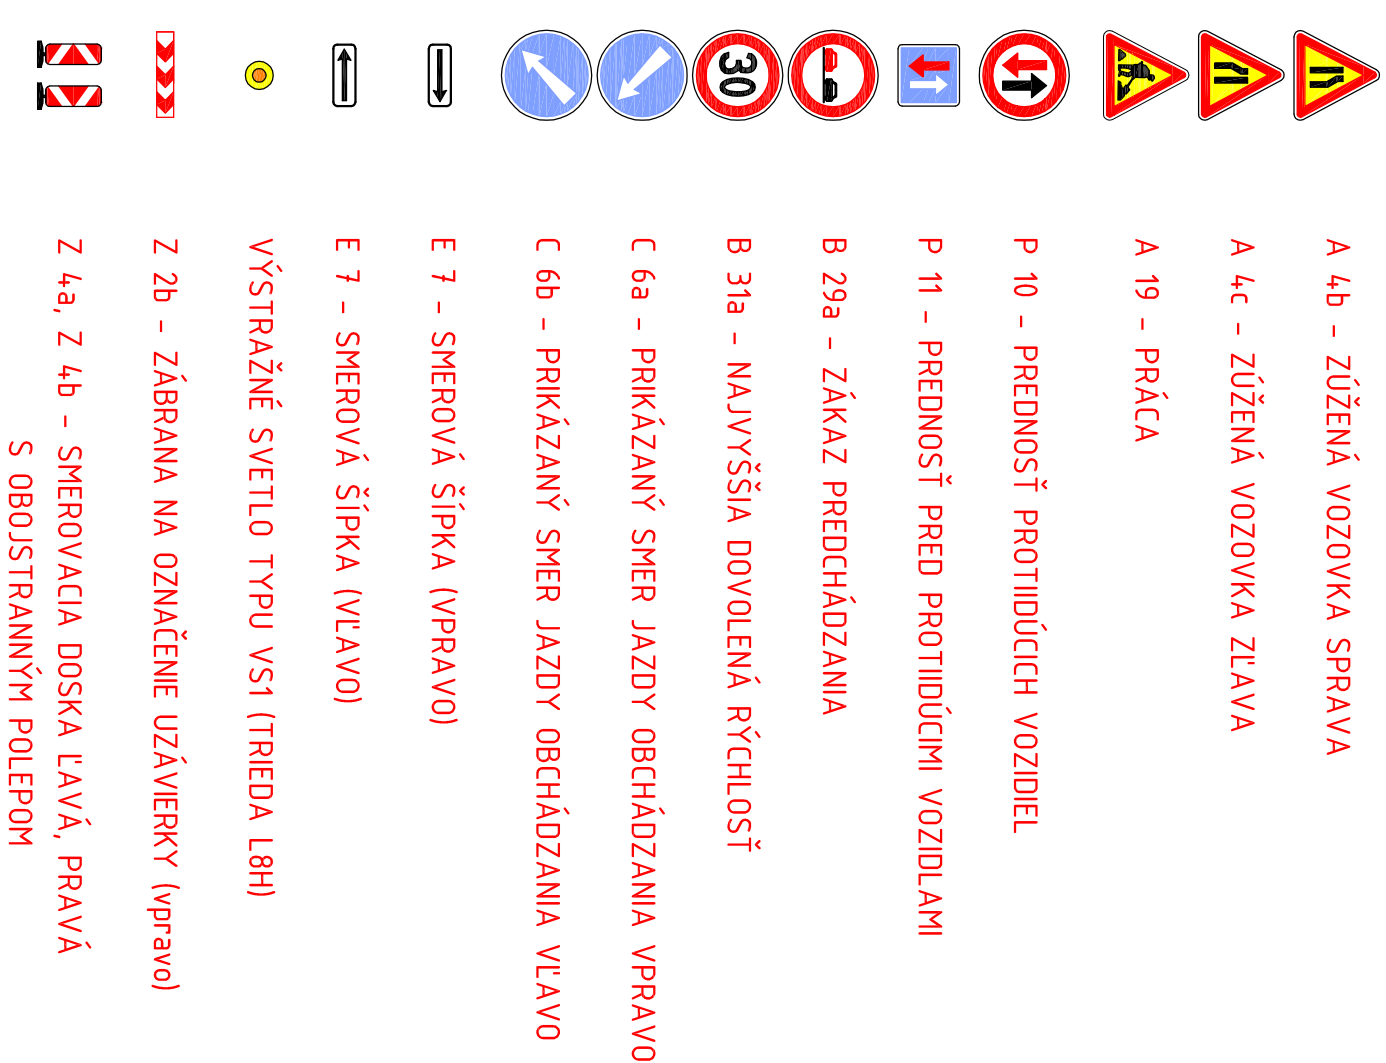 A 4b - ZÚŽENÁ VOZOVKA SPRAVA
A 4c - ZÚŽENÁ VOZOVKA ZĽAVA
A 19 - PRÁCA
P 10 - PREDNOSŤ PROTIIDÚCICH VOZIDIEL
P 11 - PREDNOSŤ PRED PROTIIDÚCIMI VOZIDLAMI
B 29a - ZÁKAZ PREDCHÁDZANIA
30
B 31a - NAJVYŠŠIA DOVOLENÁ RÝCHLOSŤ
C 6a - PRIKÁZANÝ SMER JAZDY OBCHÁDZANIA VPRAVO
C 6b - PRIKÁZANÝ SMER JAZDY OBCHÁDZANIA VĽAVO
E 7 - SMEROVÁ ŠÍPKA (VPRAVO)
E 7 - SMEROVÁ ŠÍPKA (VĽAVO)
VÝSTRAŽNÉ SVETLO TYPU VS1 (TRIEDA L8H)
Z 2b - ZÁBRANA NA OZNAČENIE UZÁVIERKY (vpravo)
Z 4a, Z 4b - SMEROVACIA DOSKA ĽAVÁ, PRAVÁ
S OBOJSTRANNÝM POLEPOM